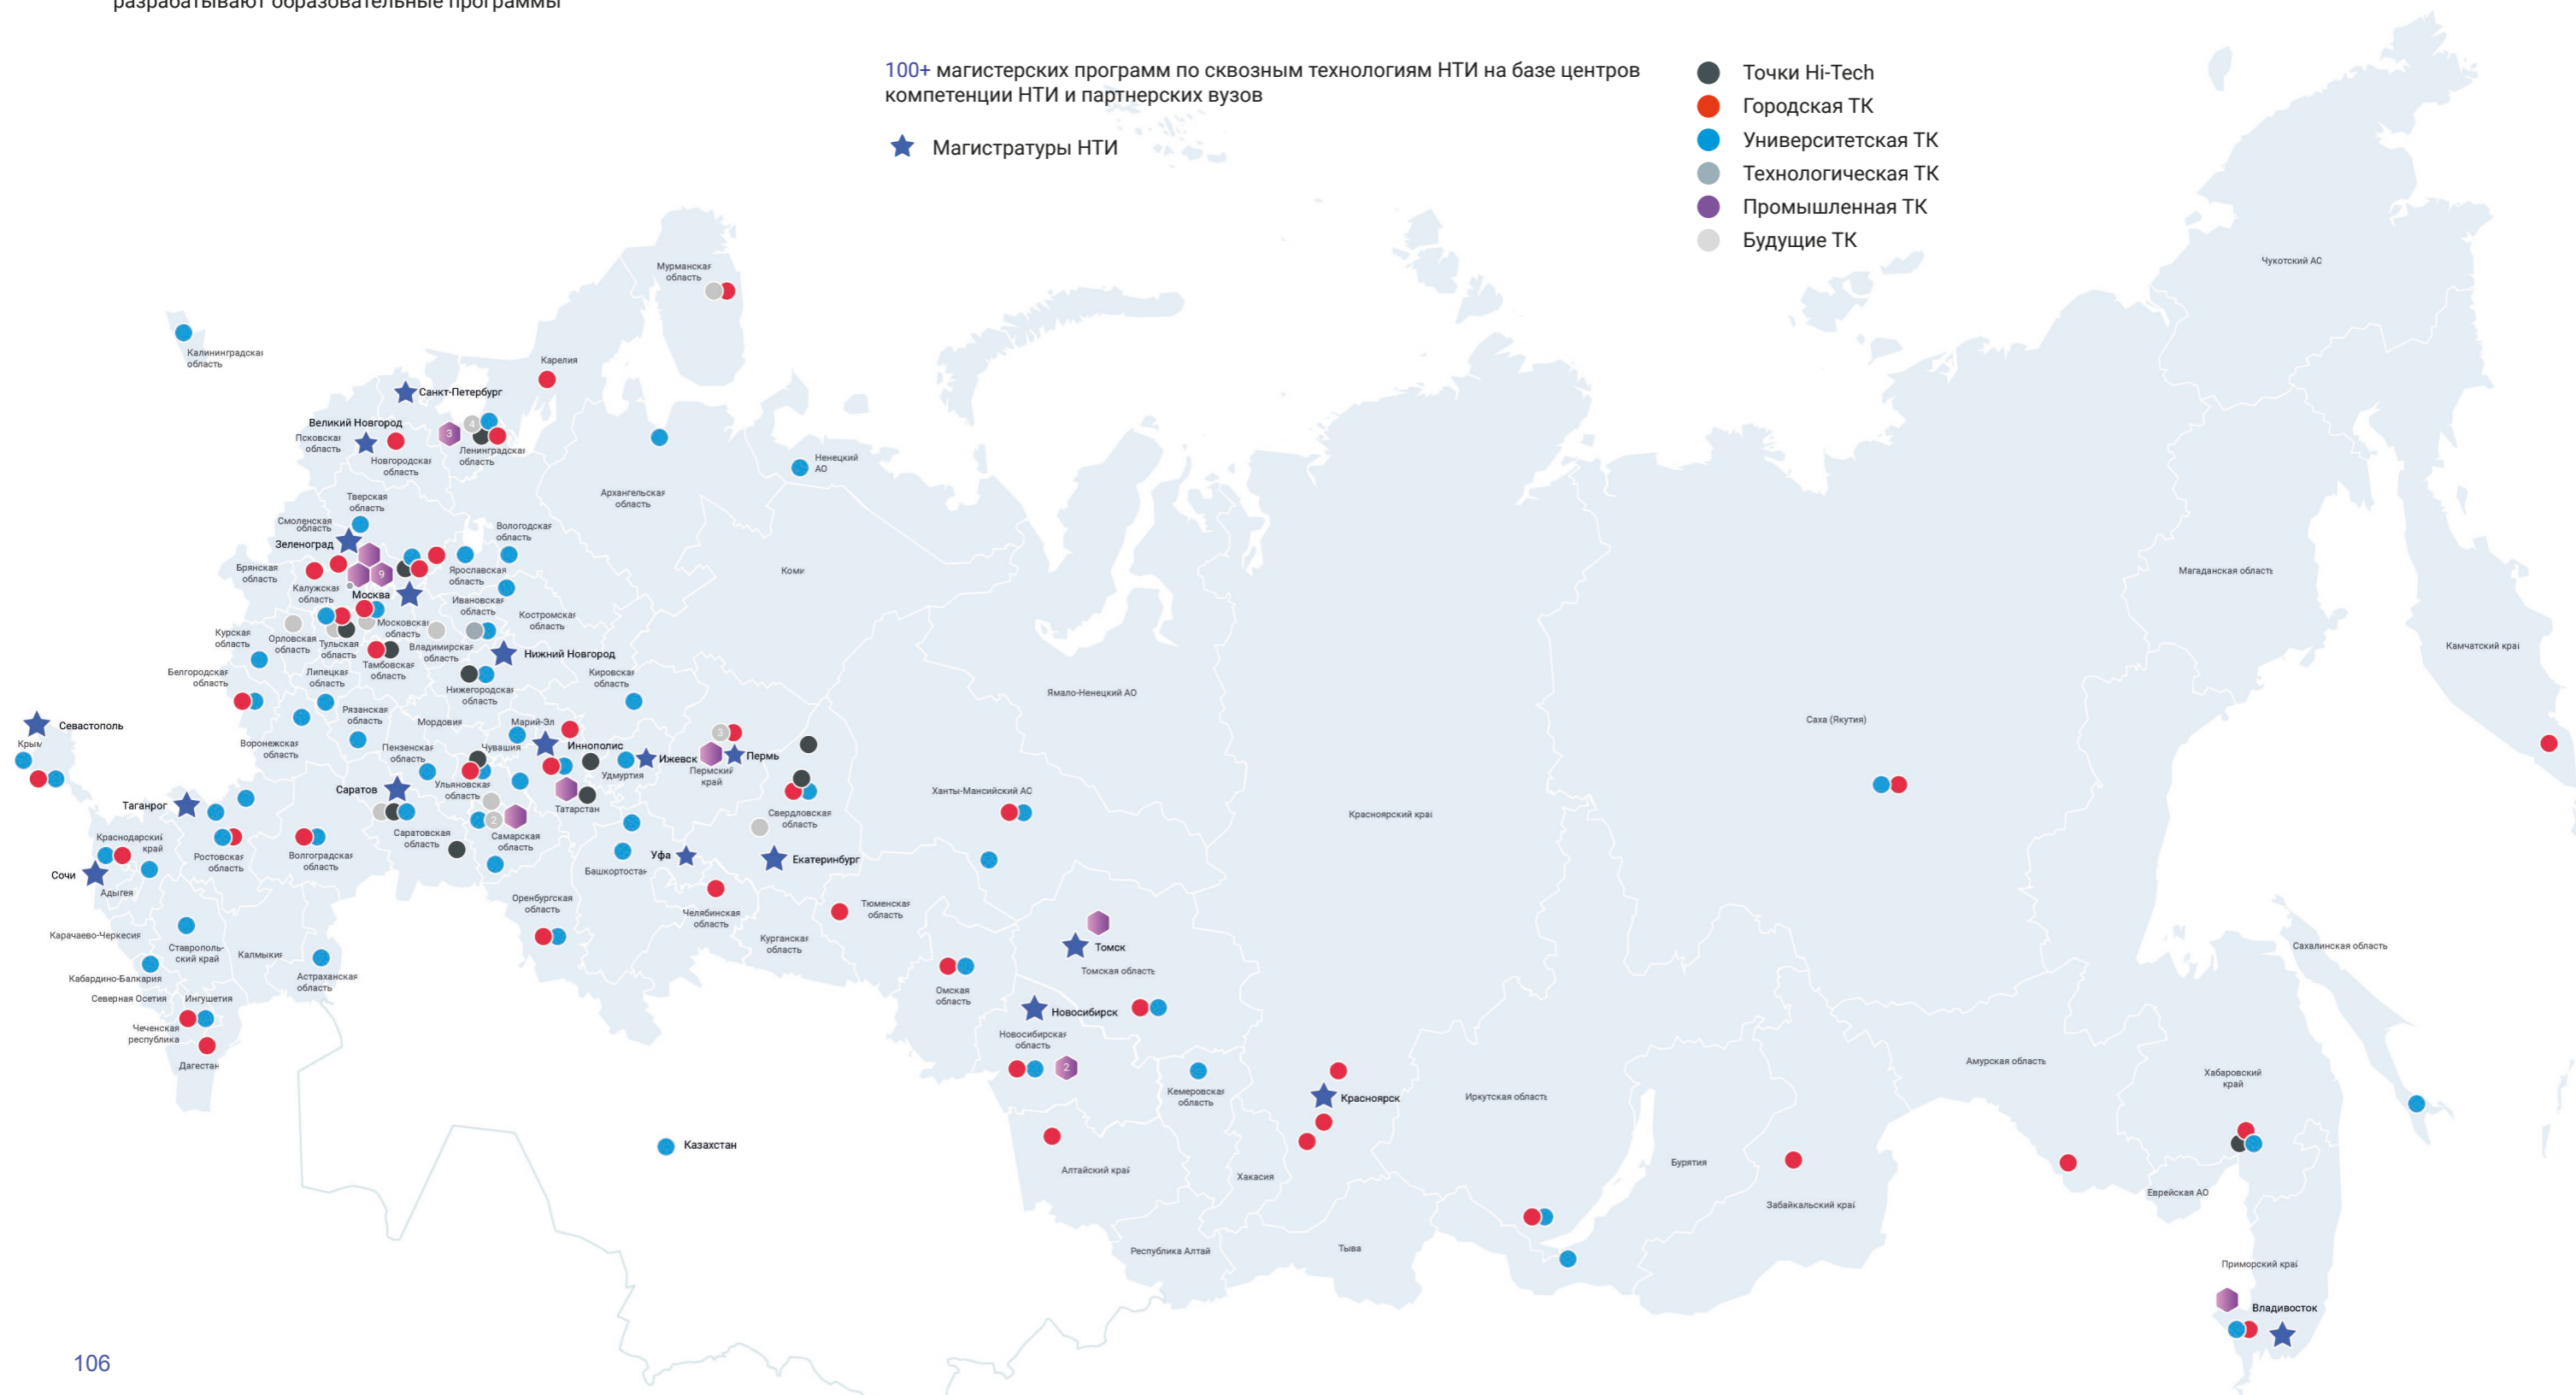 разрабатывают образовательные программы
100+ магистерских программ по сквозным технологиям НТИ на базе центров
компетенции НТИ и партнерских вузов
Магистратуры НТИ
Точки Hi-Tech
Городская ТК
Университетская ТК
Технологическая ТК
Промышленная ТК
Будущие ТК
Чукотский АО
Мурманская
область
Калининградская
область
Карелия
Санкт-Петербург
Великий Новгород
Псковская
область
Новгородская
область
3
4
Ленинградская
область
Ненецкий
АО
Архангельская
область
Тверская
область
Смоленская
область
Зеленоград
Вологодская
область
Брянская
область
9
Ярославская
область
Коми
Магаданская область
Калужская
область
Москва
Ивановская
область
Костромская
область
Курская
область
Орловская
область
Тульская
область
Московская
область
Владимирская
область
Нижний Новгород
Камчатский край
Белгородская
область
Липецкая
область
Тамбовская
область
Нижегородская
область
Кировская
область
Ямало-Ненецкий АО
Севастополь
Крым
Рязанская
область
Мордовия
Марий-Эл
Саха (Якутия)
Воронежская
область
Пензенская
область
Чувашия
Иннополис
Ижевск
3
Пермь
Пермский
край
Удмуртия
Саратов
Ульяновская
область
Татарстан
Ханты-Мансийский АО
Таганрог
Свердловская
область
Красноярский край
Краснодарский
край
Ростовская
область
Волгоградская
область
Саратовская
область
2
Самарская
область
Уфа
Екатеринбург
Сочи
Адыгея
Башкортостан
Оренбургская
область
Челябинская
область
Тюменская
область
Карачаево-Черкесия
Ставрополь-
ский край
Калмыкия
Курганская
область
Томск
Томская область
Сахалинская область
Кабардино-Балкария
Астраханская
область
Северная Осетия
Ингушетия
Омская
область
Новосибирск
Чеченская
республика
Новосибирская
область
Дагестан
2
Кемеровская
область
Красноярск
Иркутская область
Амурская область
Хабаровский
край
Казахстан
Алтайский край
Хакасия
Бурятия
Забайкальский край
Еврейская АО
Республика Алтай
Тыва
Приморский край
Владивосток
106